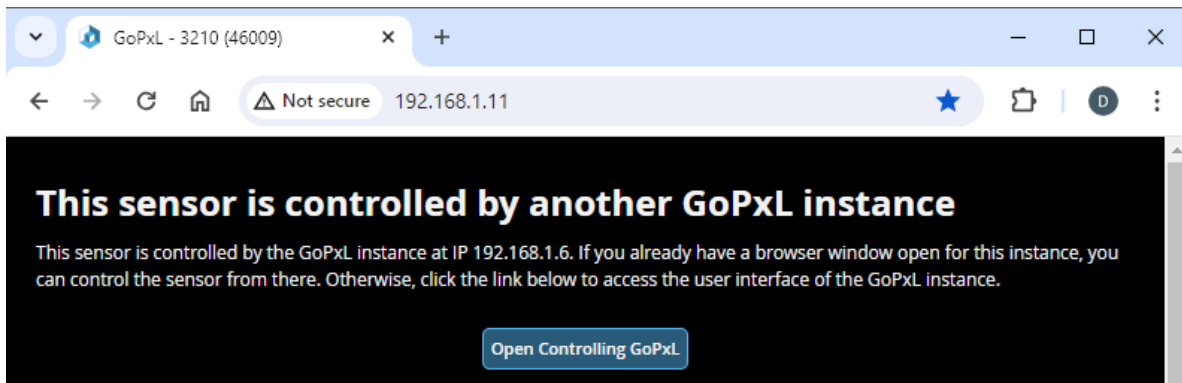 GoPxL - 3210 (46009)
Not secure 192.168.1.11
D
This sensor is controlled by another GoPxL instance
This sensor is controlled by the GoPxL instance at IP 192.168.1.6. If you already have a browser window open for this instance, you
can control the sensor from there. Otherwise, click the link below to access the user interface of the GoPxL instance.
Open Controlling GoPxL